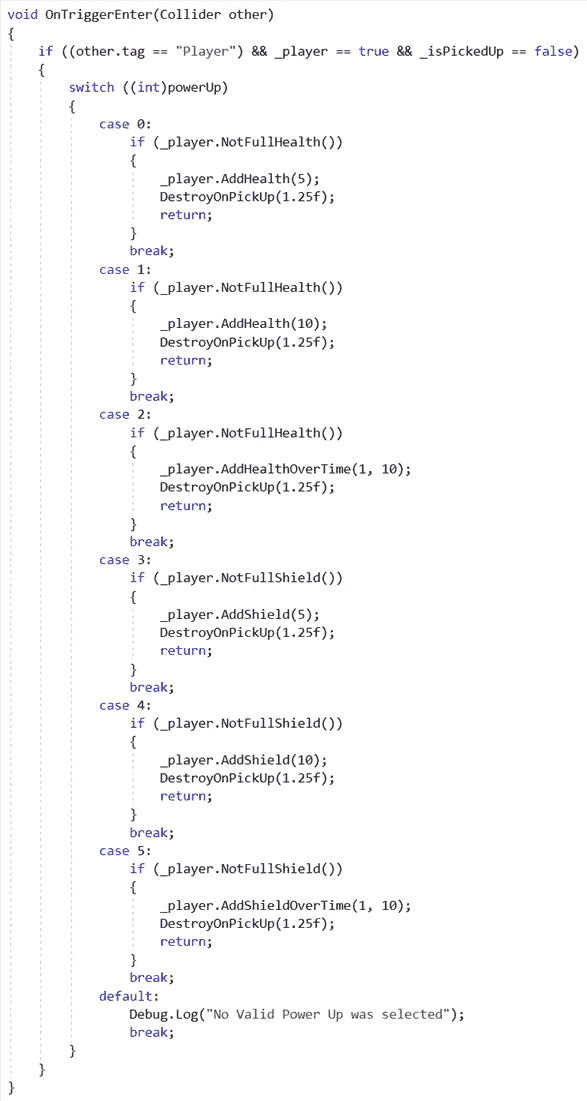 void OnTriggerEnter(Collider other)
{
    if ((other.tag == "Player") && _player == true && _isPickedUp == false)
    {
        switch ((int)powerUp)
        {
            case 0:
                if (_player.NotFullHealth())
                {
                    _player.AddHealth(5);
                    DestroyOnPickUp(1.25f);
                    return;
                }
                break;
            case 1:
                if (_player.NotFullHealth())
                {
                    _player.AddHealth(10);
                    DestroyOnPickUp(1.25f);
                    return;
                }
                break;
            case 2:
                if (_player.NotFullHealth())
                {
                    _player.AddHealthOverTime(1, 10);
                    DestroyOnPickUp(1.25f);
                    return;
                }
                break;
            case 3:
                if (_player.NotFullShield())
                {
                    _player.AddShield(5);
                    DestroyOnPickUp(1.25f);
                    return;
                }
                break;
            case 4:
                if (_player.NotFullShield())
                {
                    _player.AddShield(10);
                    DestroyOnPickUp(1.25f);
                    return;
                }
                break;
            case 5:
                if (_player.NotFullShield())
                {
                    _player.AddShieldOverTime(1, 10);
                    DestroyOnPickUp(1.25f);
                    return;
                }
                break;
            default:
                Debug.Log("No Valid Power Up was selected");
                break;
        }
    }
}